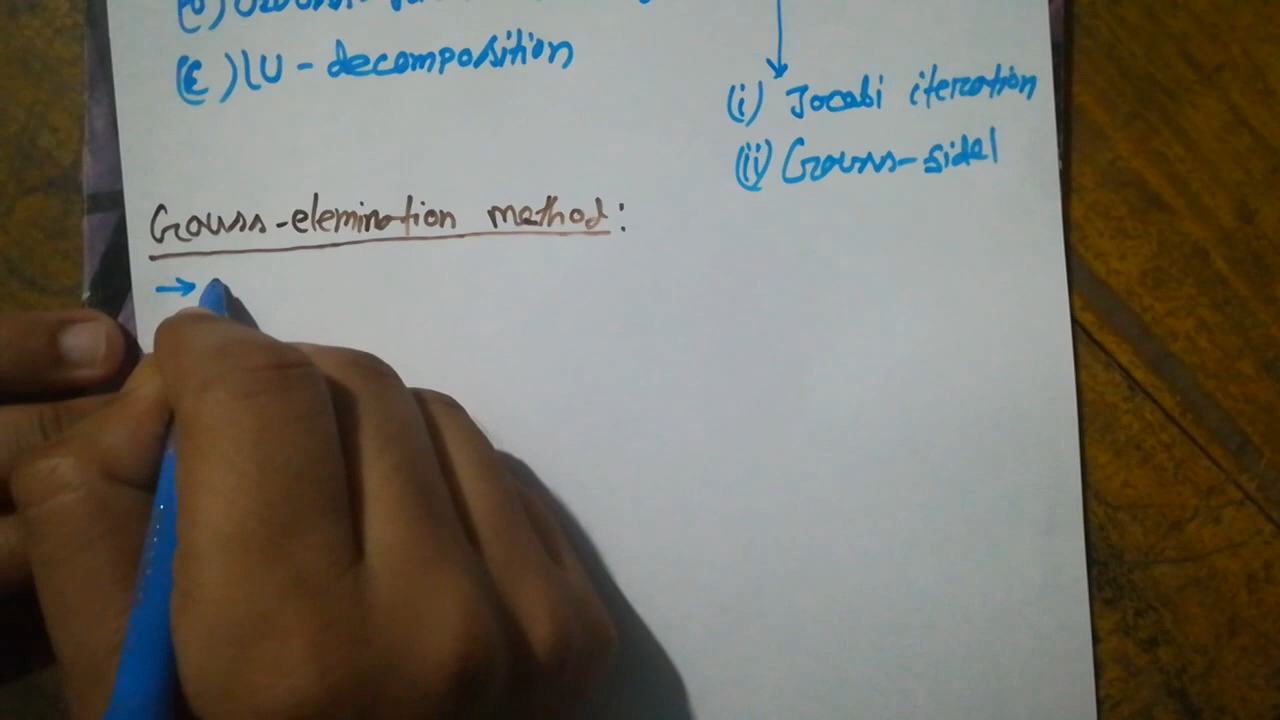 (c) LU - decomposition
(i) Jocabi iteration
(ii) Gauss-sidel
Gauss-elemination method:
→